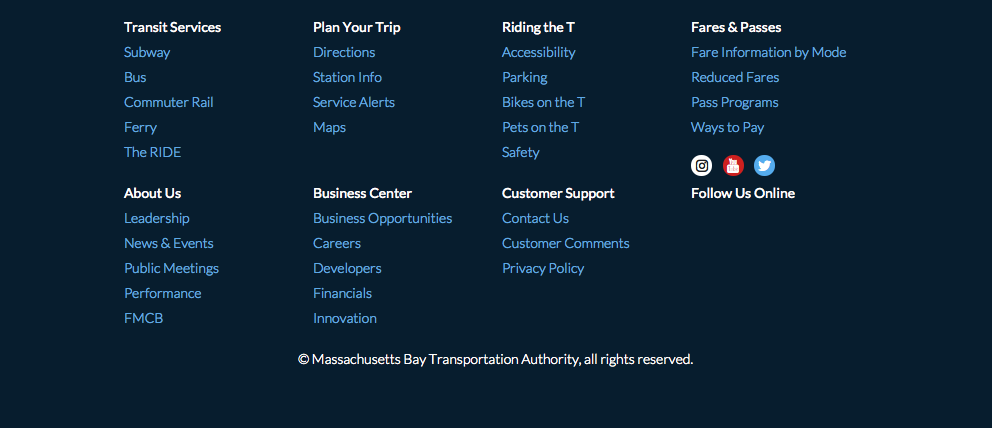 Transit Services
Subway
Bus
Commuter Rail
Ferry
The RIDE
Plan Your Trip
Directions
Station Info
Service Alerts
Maps
Riding the T
Accessibility
Parking
Bikes on the T
Pets on the T
Safety
Fares & Passes
Fare Information by Mode
Reduced Fares
Pass Programs
Ways to Pay
About Us
Leadership
News & Events
Public Meetings
Performance
FMCB
Business Center
Business Opportunities
Careers
Developers
Financials
Innovation
Customer Support
Contact Us
Customer Comments
Privacy Policy
Follow Us Online
© Massachusetts Bay Transportation Authority, all rights reserved.